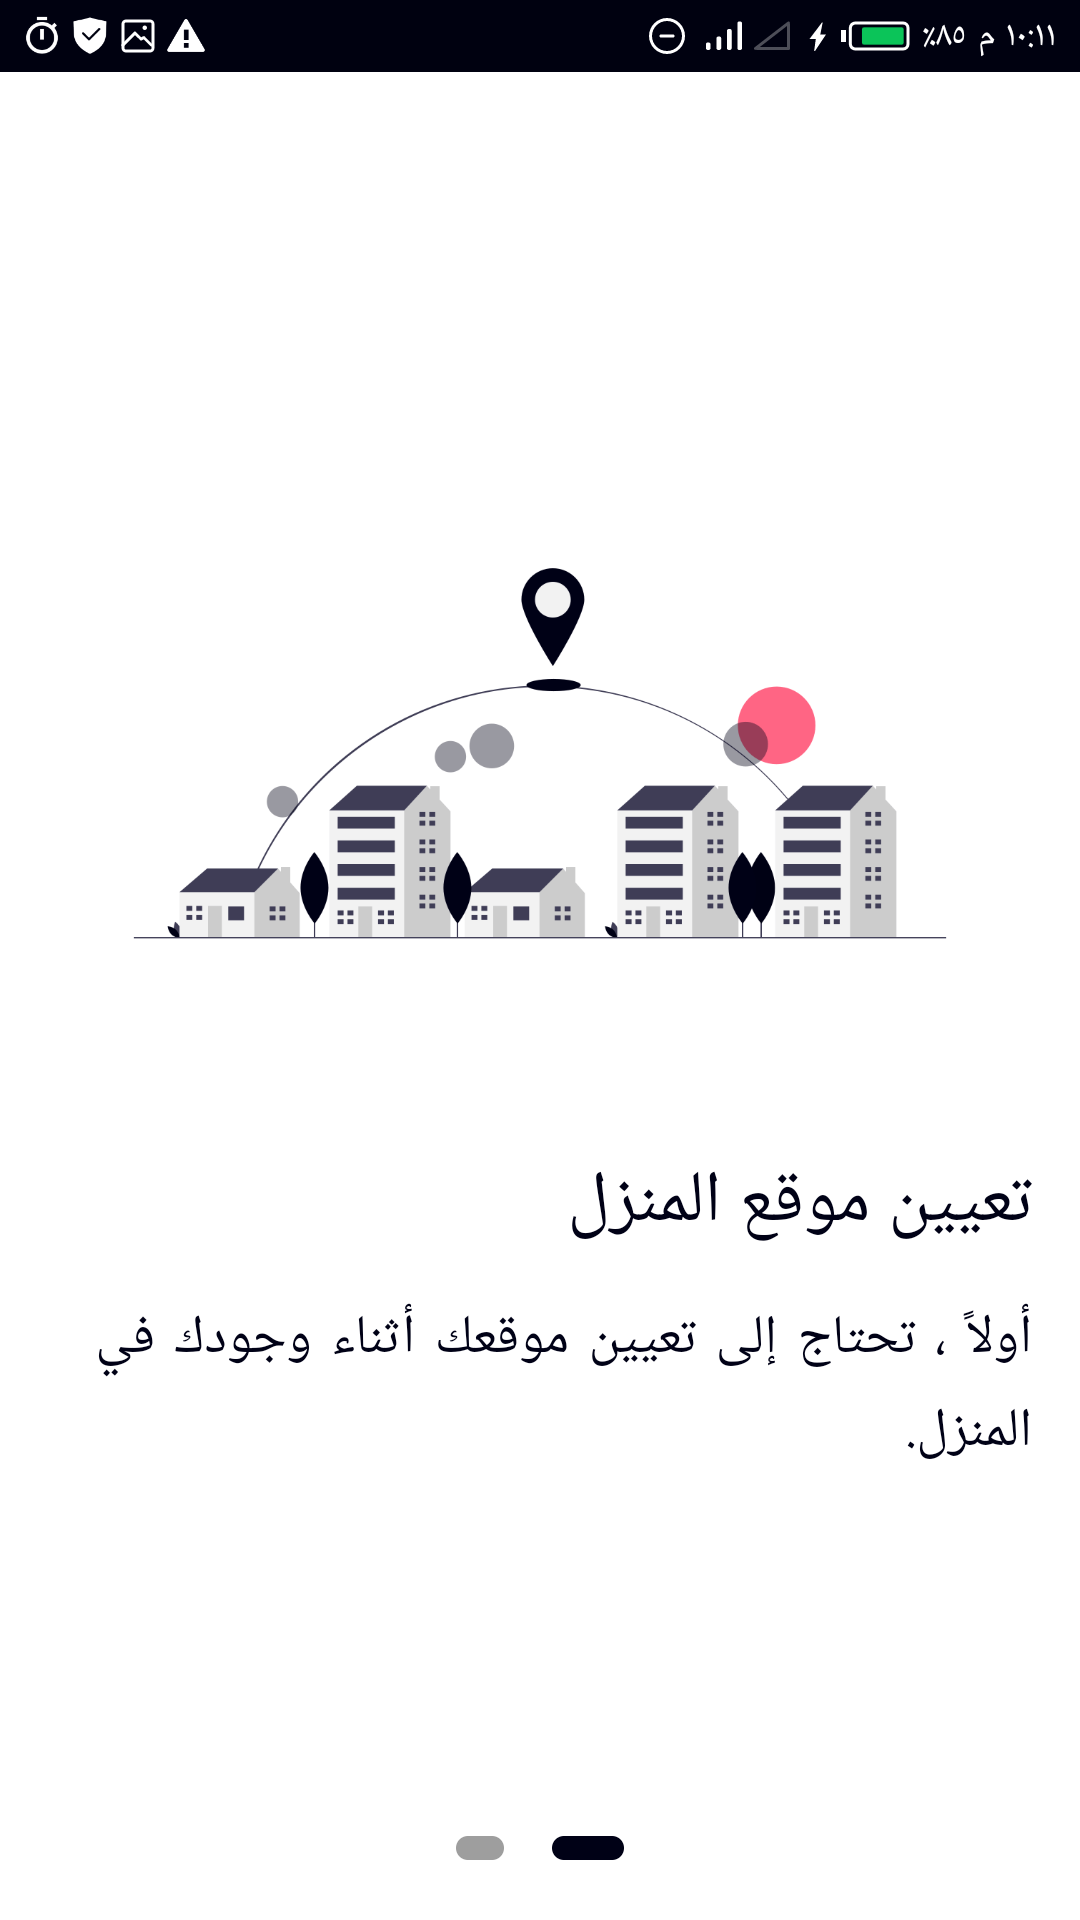 ١٠:١١ م ٨٥٪
تعيين موقع المنزل
أولاً ، تحتاج إلى تعيين موقعك أثناء وجودك في
المنزل.